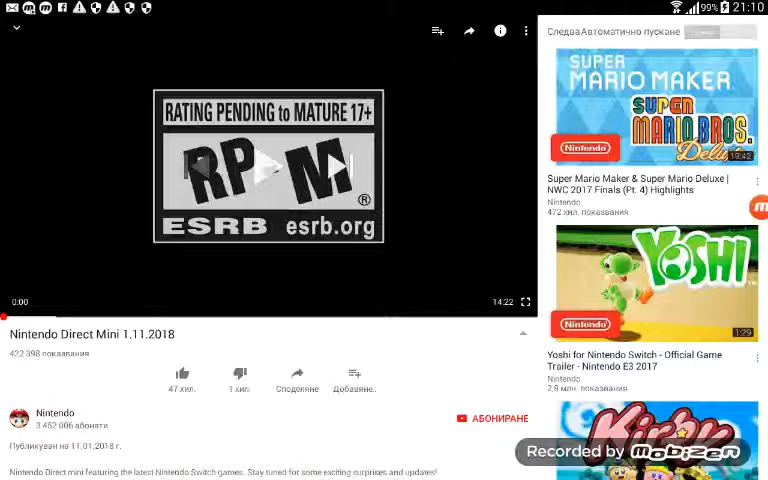 99% 21:10
RATING PENDING to MATURE 17+
RP M
®
ESRB esrb.org
0:00 14:22
Nintendo Direct Mini 1.11.2018
422 398 показвания
47 хил. 1 хил. Споделяне Добавяне..
Nintendo
3 452 006 абонати
АБОНИРАНЕ
Публикуван на 11.01.2018 г.
Nintendo Direct mini featuring the latest Nintendo Switch games. Stay tuned for some exciting surprises and updates!
Следва Автоматично пускане
SUPER
MARIO MAKER
SUPER
MARIO BROS.
Deluxe
Nintendo
Super Mario Maker & Super Mario Deluxe |
NWC 2017 Finals (Pt. 4) Highlights
Nintendo
472 хил. показвания
YOSHI
Nintendo
1:29
Yoshi for Nintendo Switch - Official Game
Trailer - Nintendo E3 2017
Nintendo
2,8 млн. показвания
Kirby
Recorded by mobizen